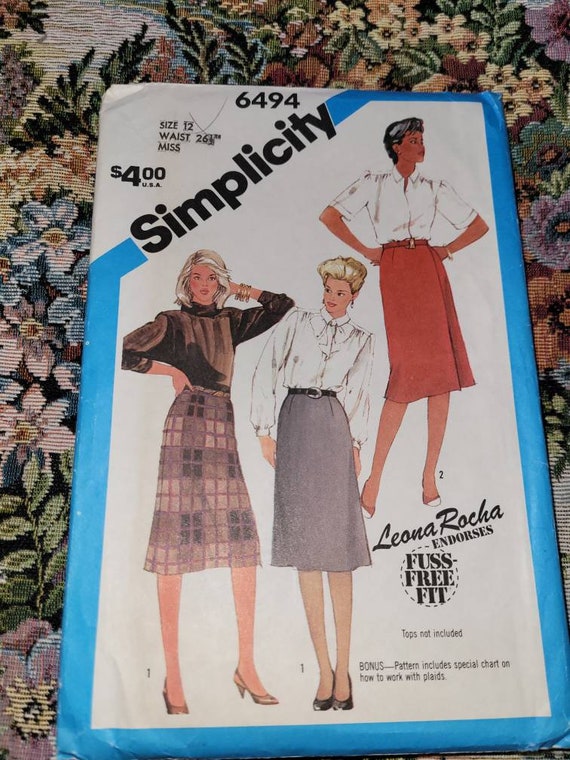 6494
SIZE 12
WAIST 26½
MISS
$4.00
U.S.A.
Simplicity
2
Leona Rocha
ENDORSES
FUSS-
FREE
FIT
Tops not included
1
1
BONUS—Pattern includes special chart on
how to work with plaids.